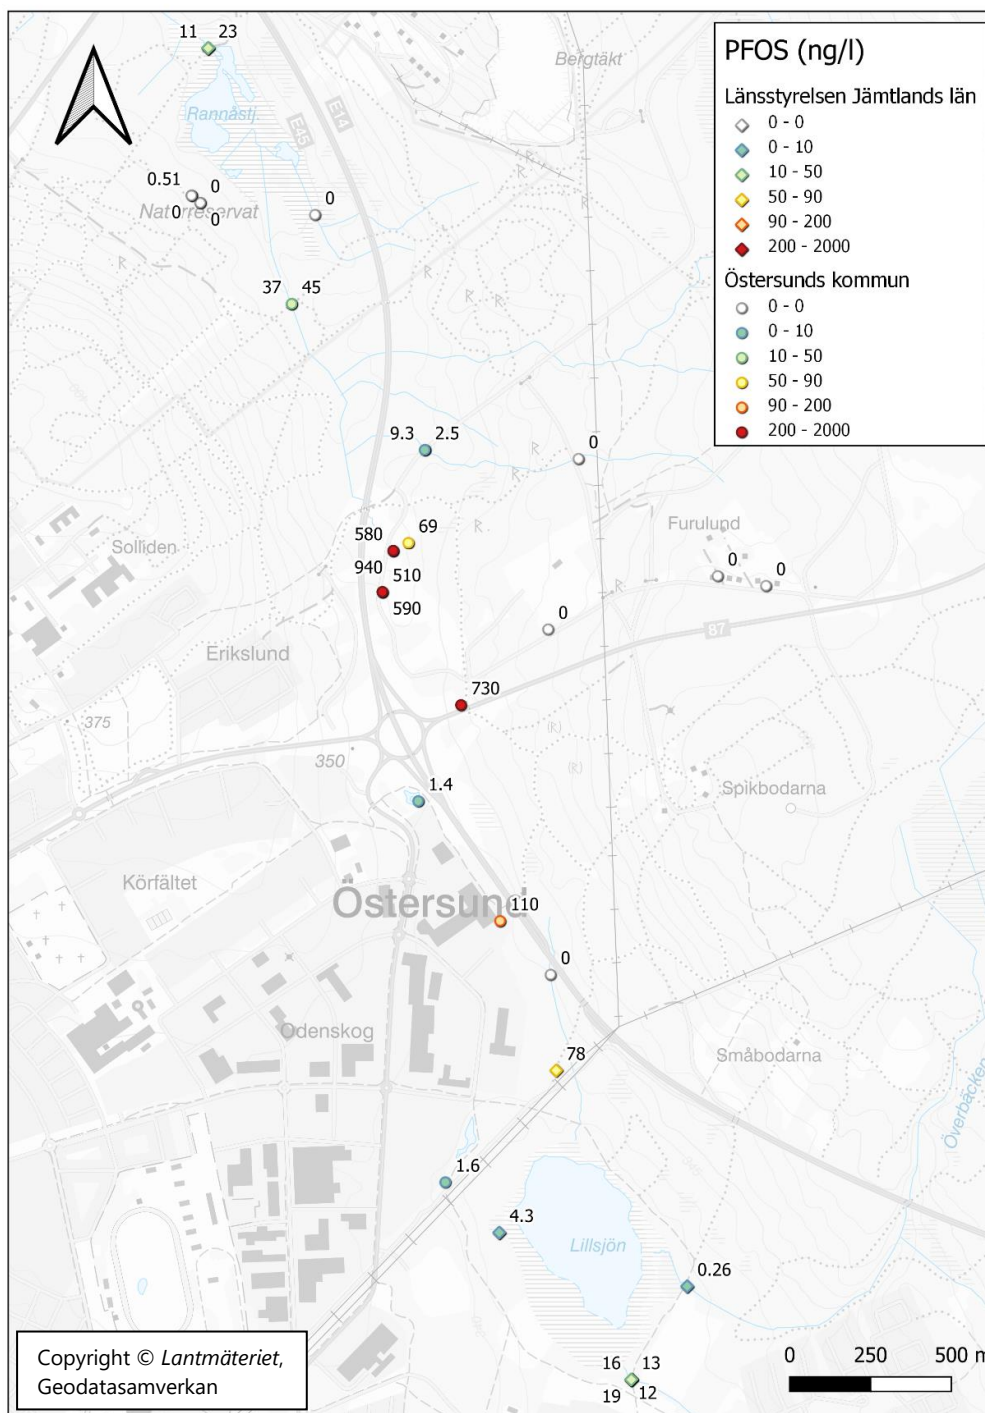 11 23
Rannåstj.
Bergtäkt
E45
E14
PFOS (ng/l)
Länsstyrelsen Jämtlands län
0 - 0
0 - 10
10 - 50
50 - 90
90 - 200
200 - 2000
Östersunds kommun
0 - 0
0 - 10
10 - 50
50 - 90
90 - 200
200 - 2000
0.51 0
Naturreservat
0 0
0
37 45
R
R
R
R
9.3 2.5
0
R
R
Solliden
580 69
940 510
590
R
Furulund
0 0
R
0
87
Erikslund
730
375
350
(R)
(R)
1.4
Spikbodarna
Körfältet
Östersund
110
0
Odenskog
78
Småbodarna
Överbäcken
1.6
4.3
Lillsjön
0.26
16 13
19 12
Copyright © Lantmäteriet,
Geodatasamverkan
0 250 500 m